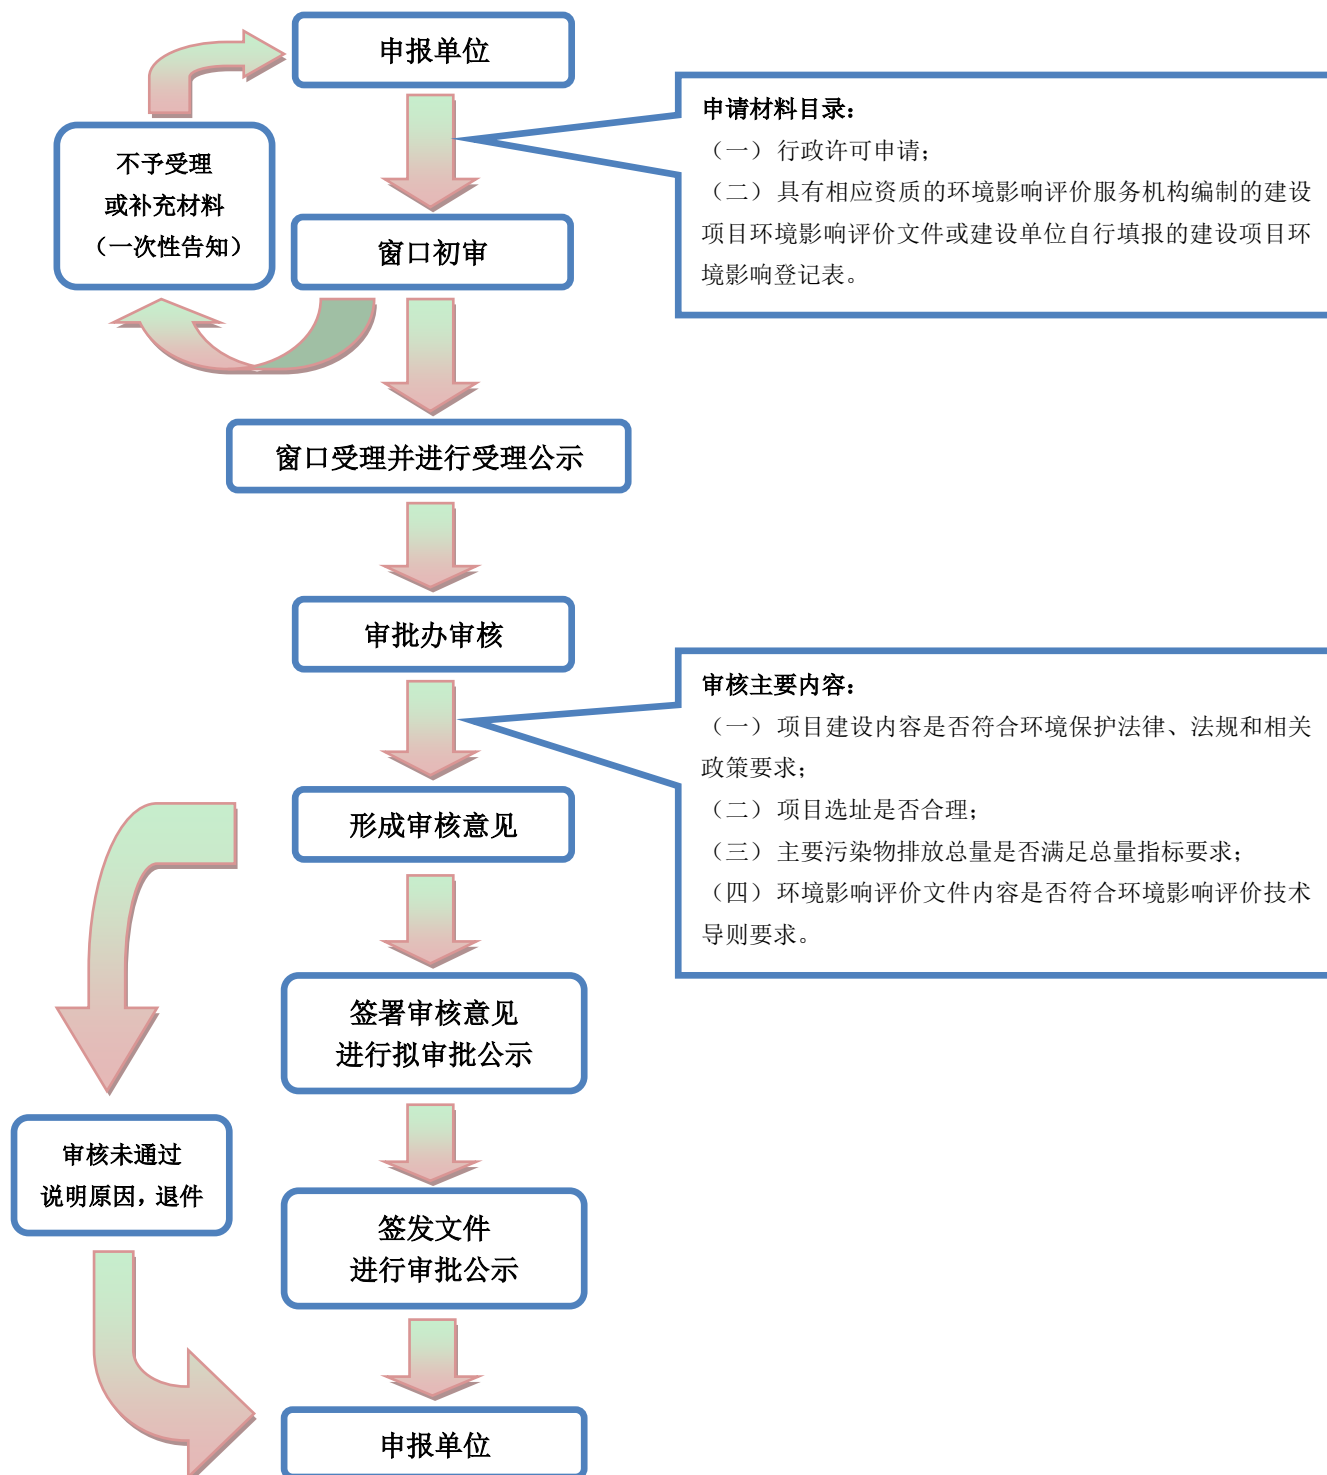 申报单位
申请材料目录：
（一） 行政许可申请；
（二） 具有相应资质的环境影响评价服务机构编制的建设
项目环境影响评价文件或建设单位自行填报的建设项目环
境影响登记表。
不予受理
或补充材料
（一次性告知）
窗口初审
窗口受理并进行受理公示
审批办审核
审核主要内容：
（一） 项目建设内容是否符合环境保护法律、法规和相关
政策要求；
（二） 项目选址是否合理；
（三） 主要污染物排放总量是否满足总量指标要求；
（四） 环境影响评价文件内容是否符合环境影响评价技术
导则要求。
形成审核意见
签署审核意见
进行拟审批公示
审核未通过
说明原因，退件
签发文件
进行审批公示
申报单位